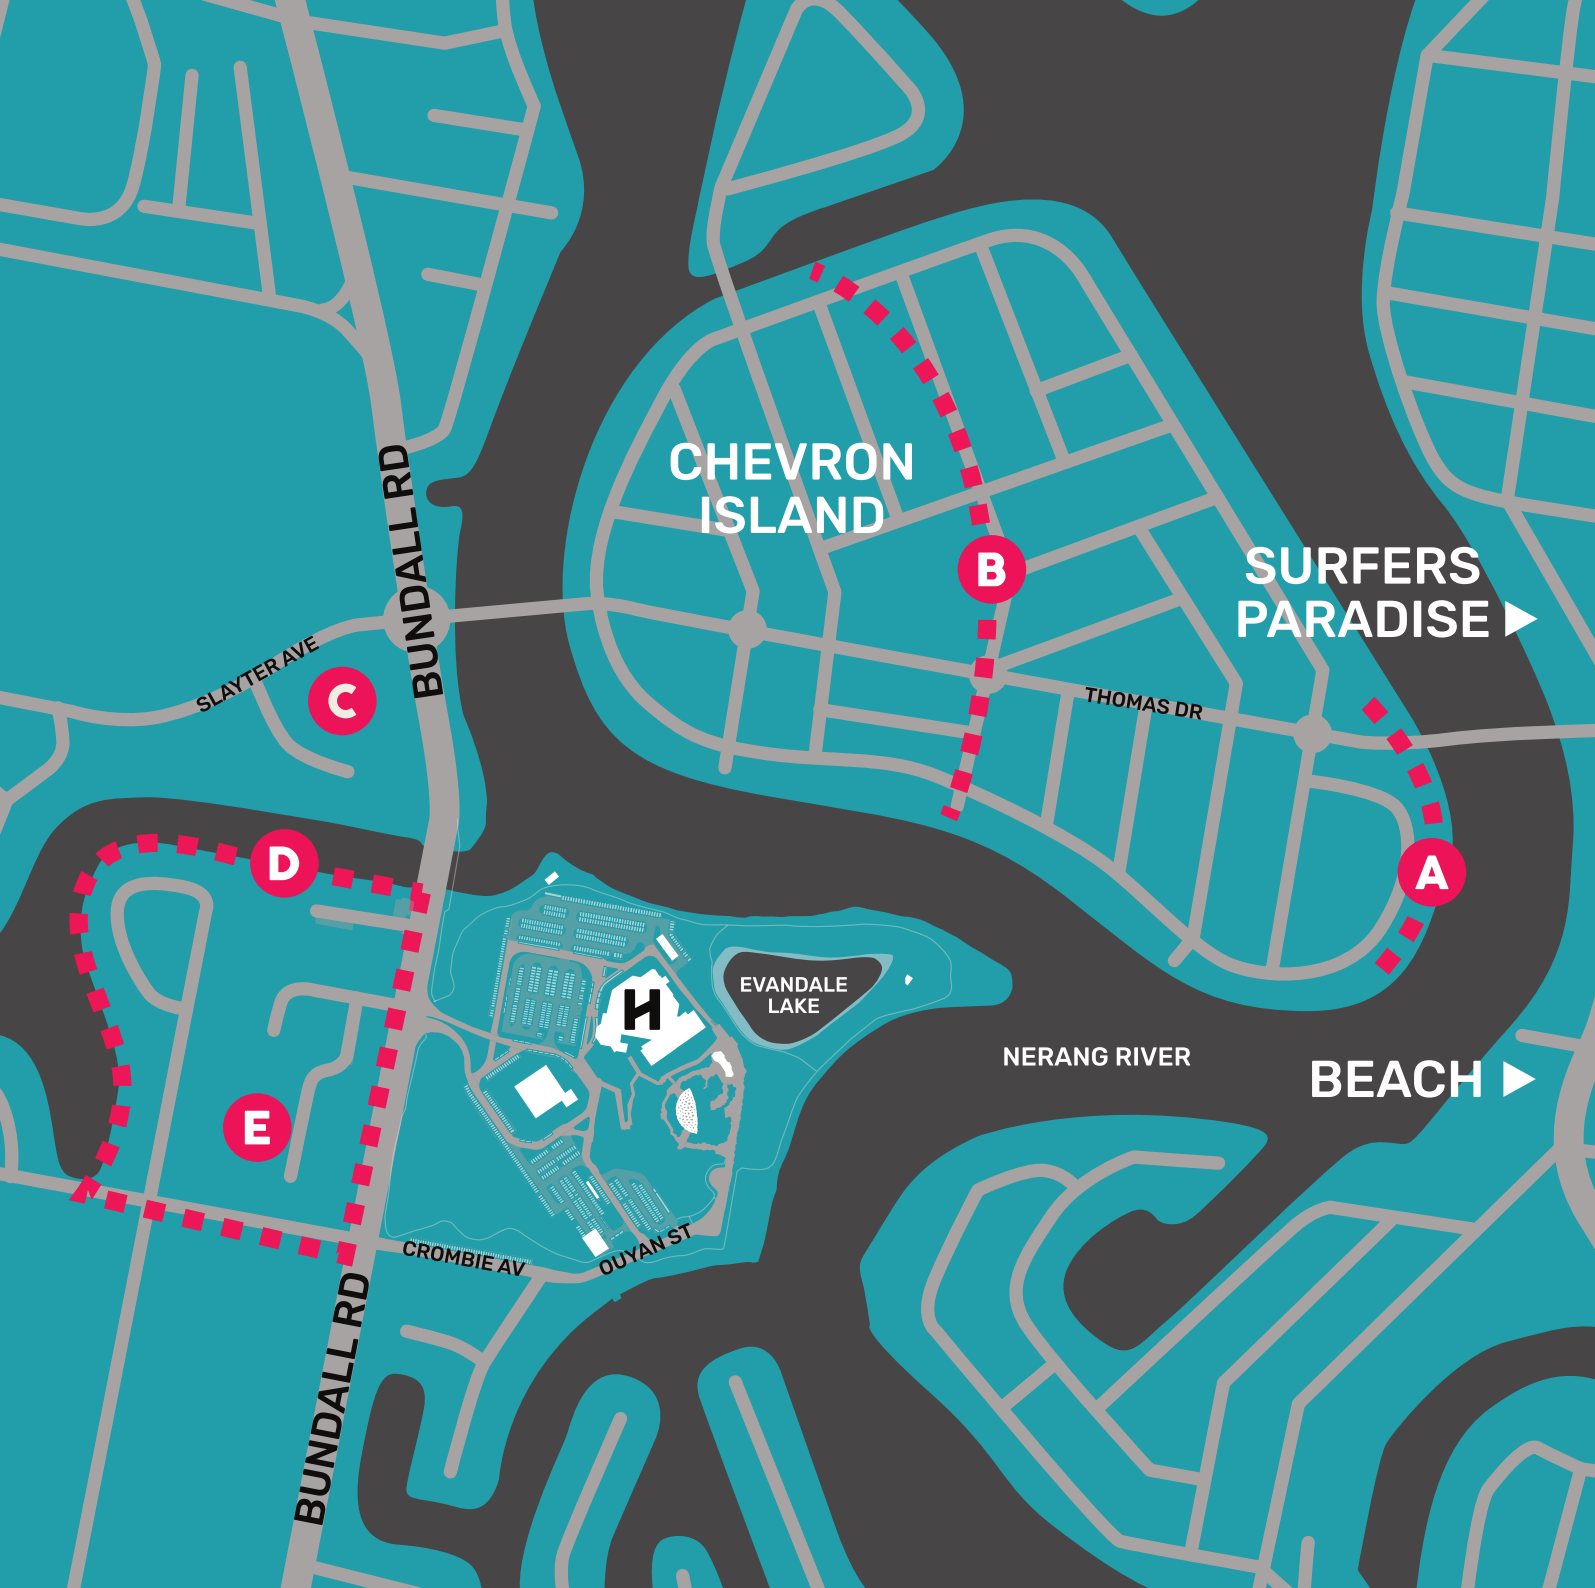 CHEVRON
ISLAND
BUNDALL RD
B
SURFERS
PARADISE
SLAYTER AVE
C
THOMAS DR
D
A
H
EVANDALE
LAKE
NERANG RIVER
BEACH
E
CROMBIE AV
OUYAN ST
BUNDALL RD